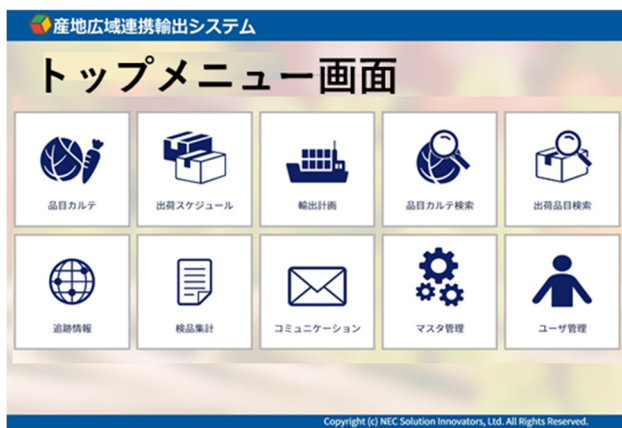 産地広域連携輸出システム
トップメニュー画面
品目カルテ
出荷スケジュール
輸出計画
品目カルテ検索
出荷品目検索
追跡情報
検品集計
コミュニケーション
マスタ管理
ユーザ管理
Copyright (c) NEC Solution Innovators, Ltd. All Rights Reserved.